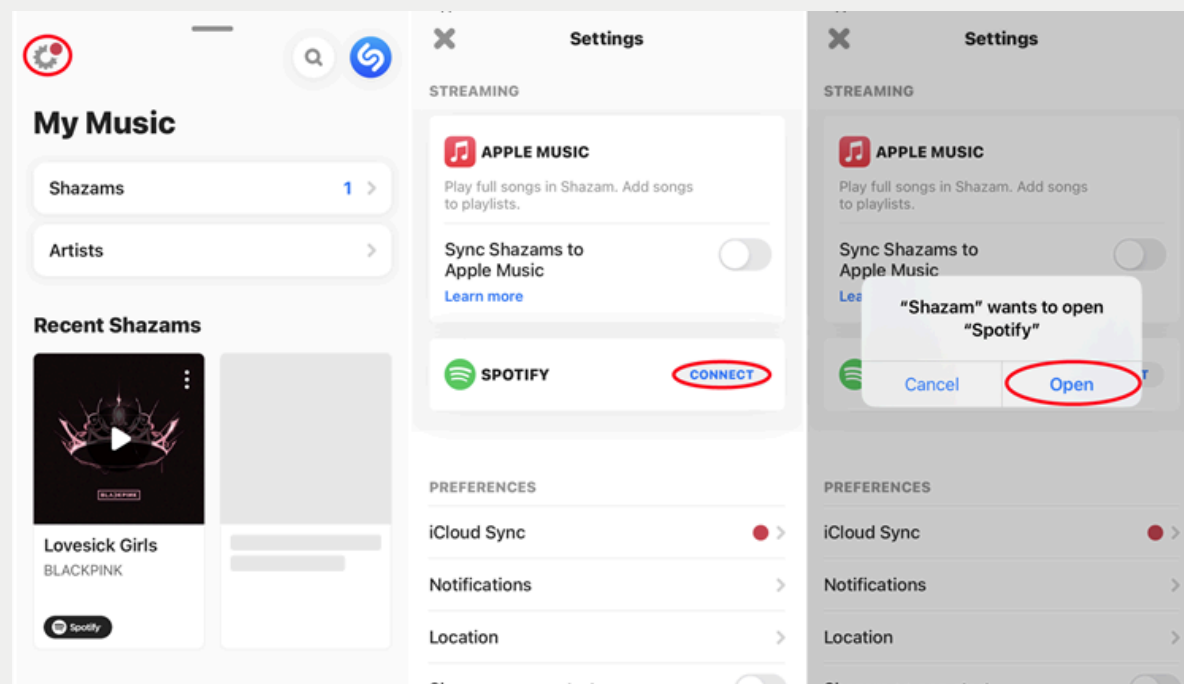 My Music
Shazams 1
Artists
Recent Shazams
BLACKPINK
Lovesick Girls
BLACKPINK
Spotify
Settings
STREAMING
APPLE MUSIC
Play full songs in Shazam. Add songs
to playlists.
Sync Shazams to
Apple Music
Learn more
SPOTIFY CONNECT
PREFERENCES
iCloud Sync
Notifications
Location
Settings
STREAMING
APPLE MUSIC
Play full songs in Shazam. Add songs
to playlists.
Sync Shazams to
Apple Music
Lea
“Shazam” wants to open
“Spotify”
T
Cancel Open
PREFERENCES
iCloud Sync
Notifications
Location